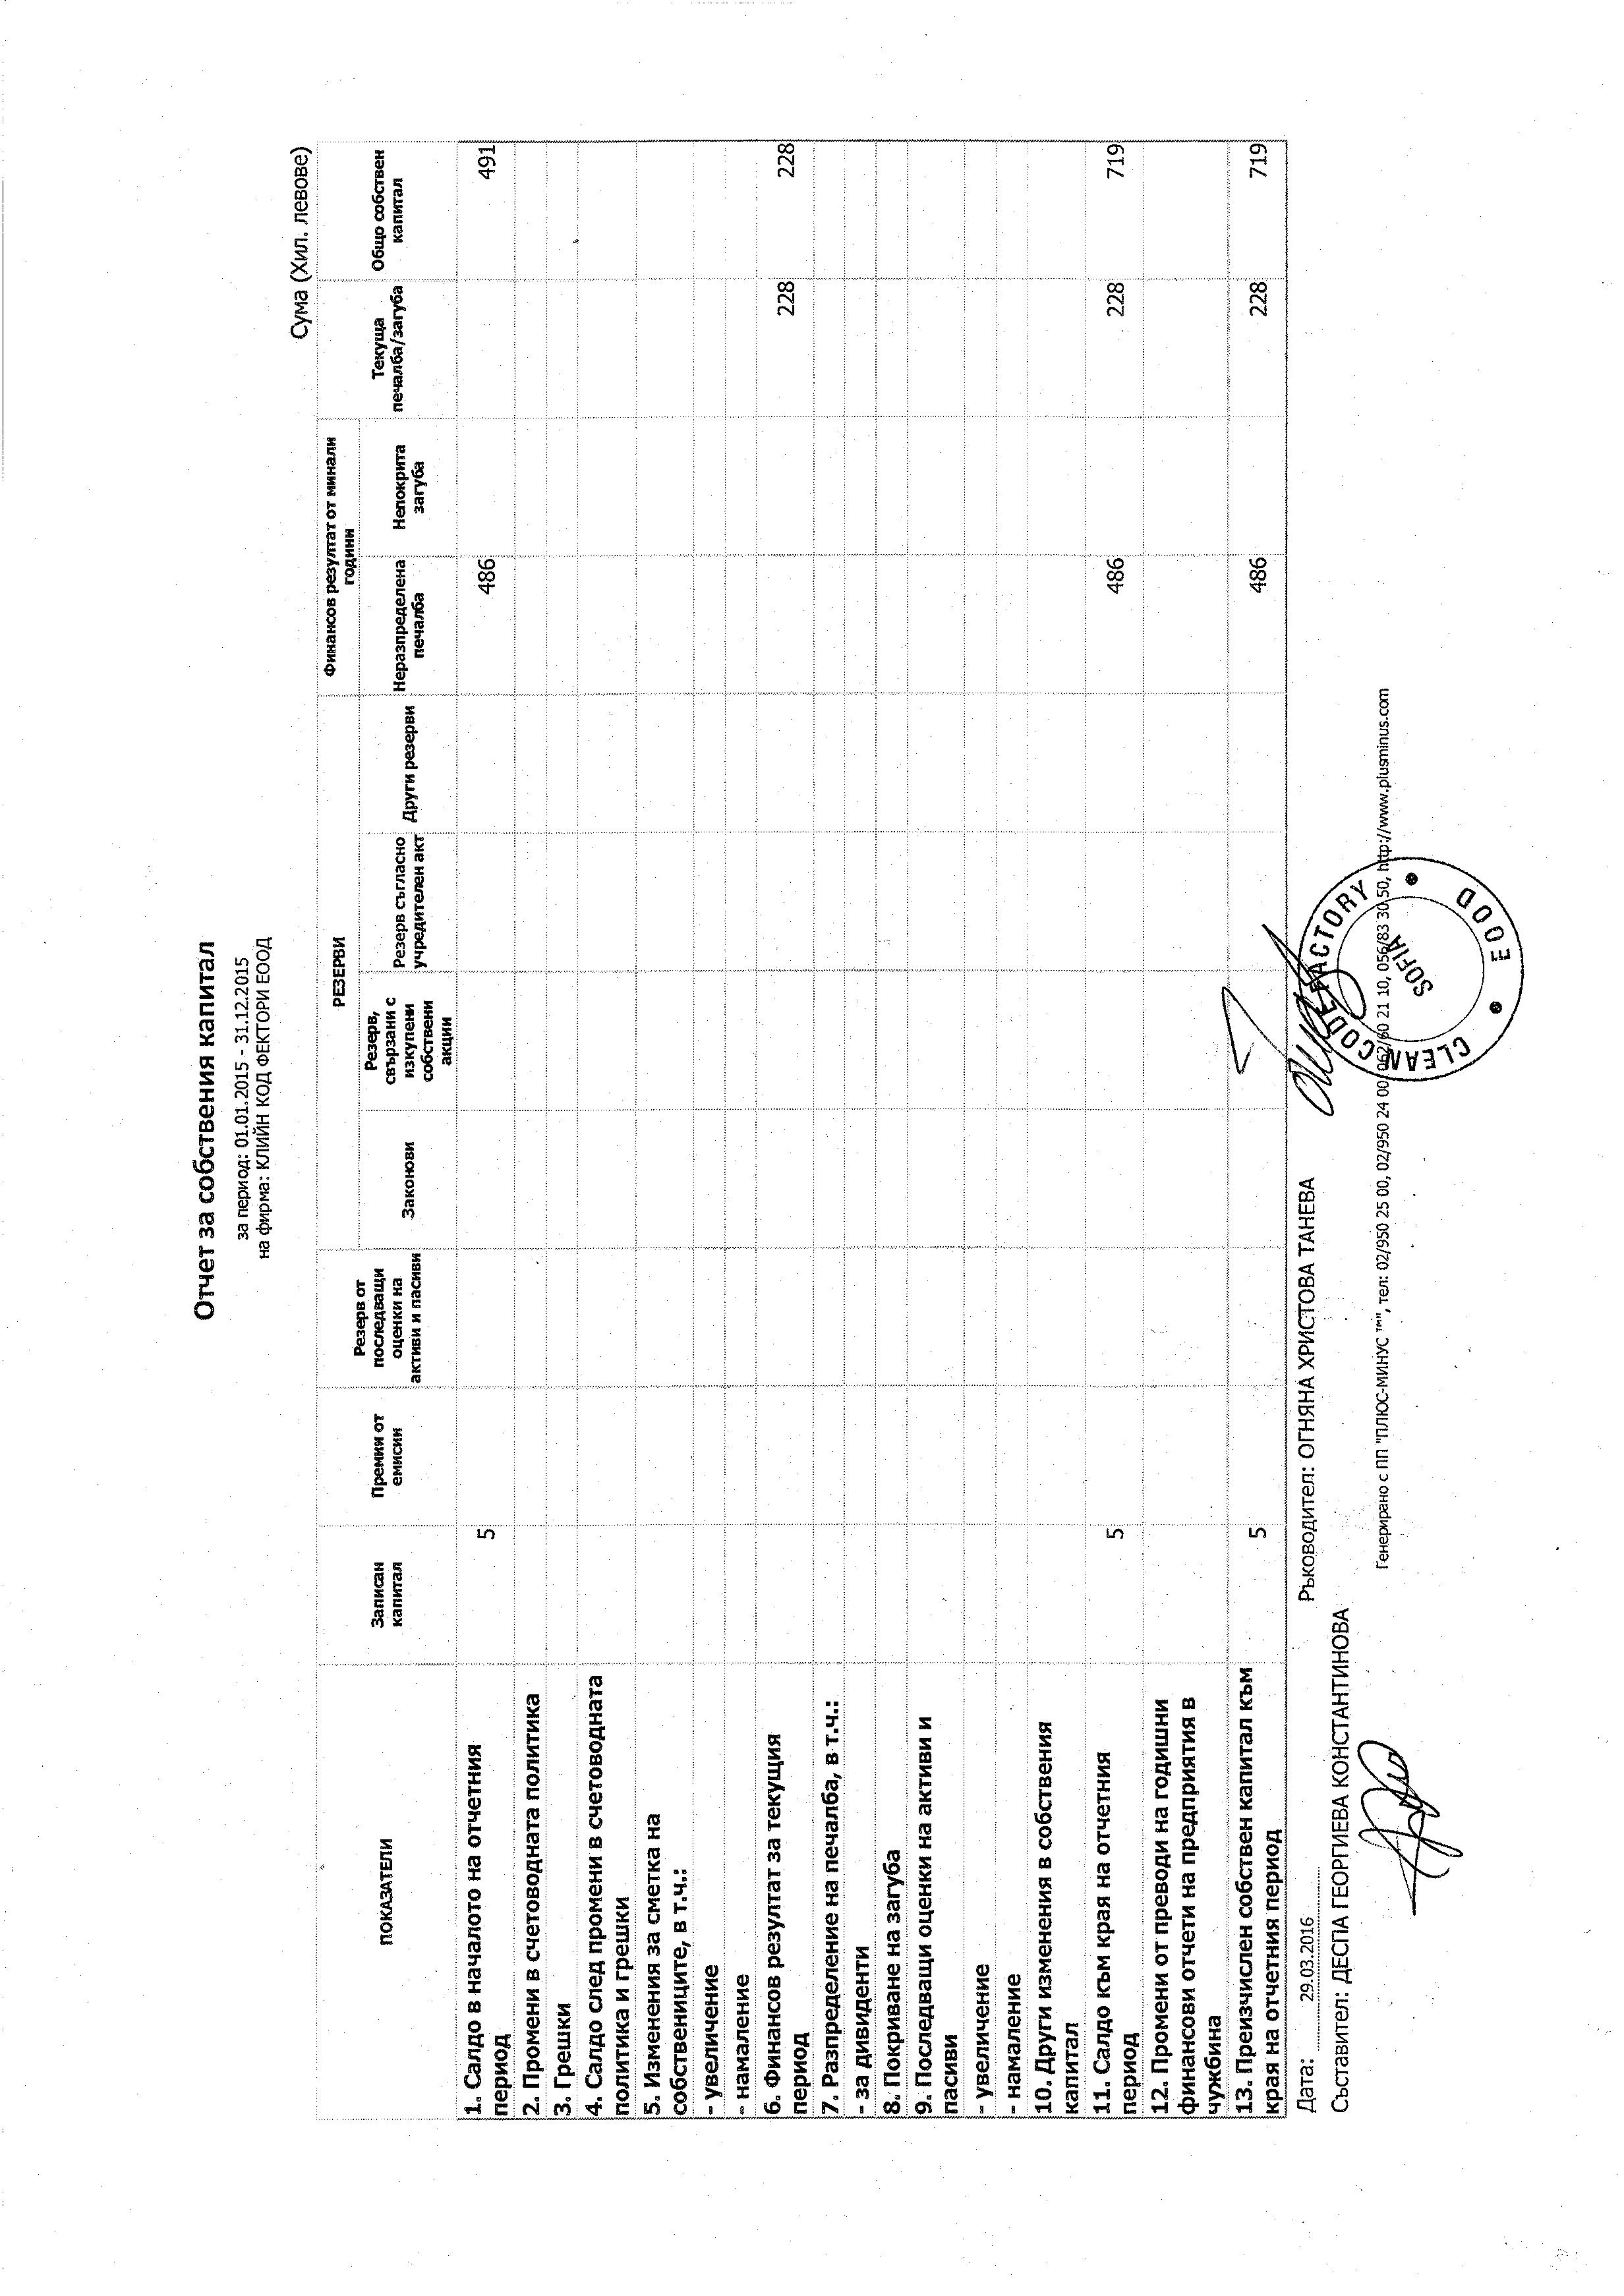 Отчет за собствения капитал
за период: 01.01.2015 - 31.12.2015
на фирма: КЛИЙН КОД ФЕКТОРИ ЕООД
Сума (Хил. левове)
ПОКАЗАТЕЛИ
Записан
капитал
Премии от
емисии
Резерв от
последващи
оценки на
активи и пасиви
РЕЗЕРВИ
Законови
Резерв,
свързани с
изкупени
собствени
акции
Резерв съгласно
учредителен акт
Други резерви
Финансов резултат от минали
години
Неразпределена
печалба
Непокрита
загуба
Текуща
печалба/загуба
Общо собствен
капитал
1. Салдо в началото на отчетния
период
5 486 491
2. Промени в счетоводната политика
3. Грешки
4. Салдо след промени в счетоводната
политика и грешки
5. Изменения за сметка на
собствениците, в т.ч.:
- увеличение
- намаление
6. Финансов резултат за текущия
период
228 228
7. Разпределение на печалба, в т.ч.:
- за дивиденти
8. Покриване на загуба
9. Последващи оценки на активи и
пасиви
- увеличение
- намаление
10. Други изменения в собствения
капитал
11. Салдо към края на отчетния
период
5 486 228 719
12. Промени от преводи на годишни
финансови отчети на предприятия в
чужбина
13. Преизчислен собствен капитал към
края на отчетния период
5 486 228 719
Дата: 29.03.2016
Ръководител: ОГНЯНА ХРИСТОВА ТАНЕВА
Съставител: ДЕСПА ГЕОРГИЕВА КОНСТАНТИНОВА
Генерирано с ПП "ПЛЮС-МИНУС ™", тел: 02/950 25 00, 02/950 24 00, 062/60 21 10, 056/83 30 50, http://www.plusminus.com
CLEAN CODE FACTORY
SOFIA
EOOD